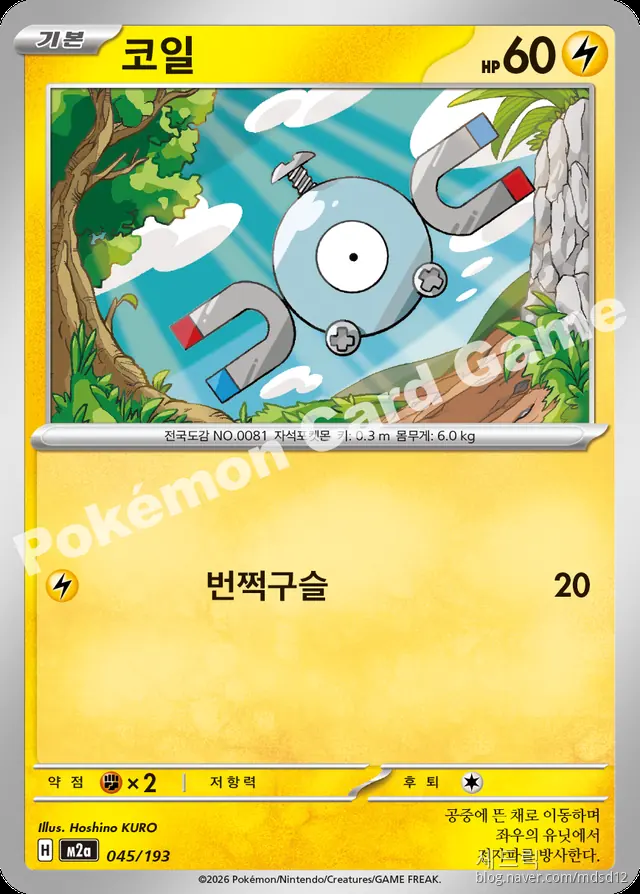 기본 코일 HP 60
전국도감 NO.0081 자석포켓몬 키: 0.3 m 몸무게: 6.0 kg
Pokémon Card Game
번쩍구슬 20
약점 ×2 저항력 후퇴
Illus. Hoshino KURO
H m2a 045/193
공중에 뜬 채로 이동하며
좌우의 유닛에서
전자파를 방사한다.
©2026 Pokémon/Nintendo/Creatures/GAME FREAK.
blog.naver.com/mdsd12